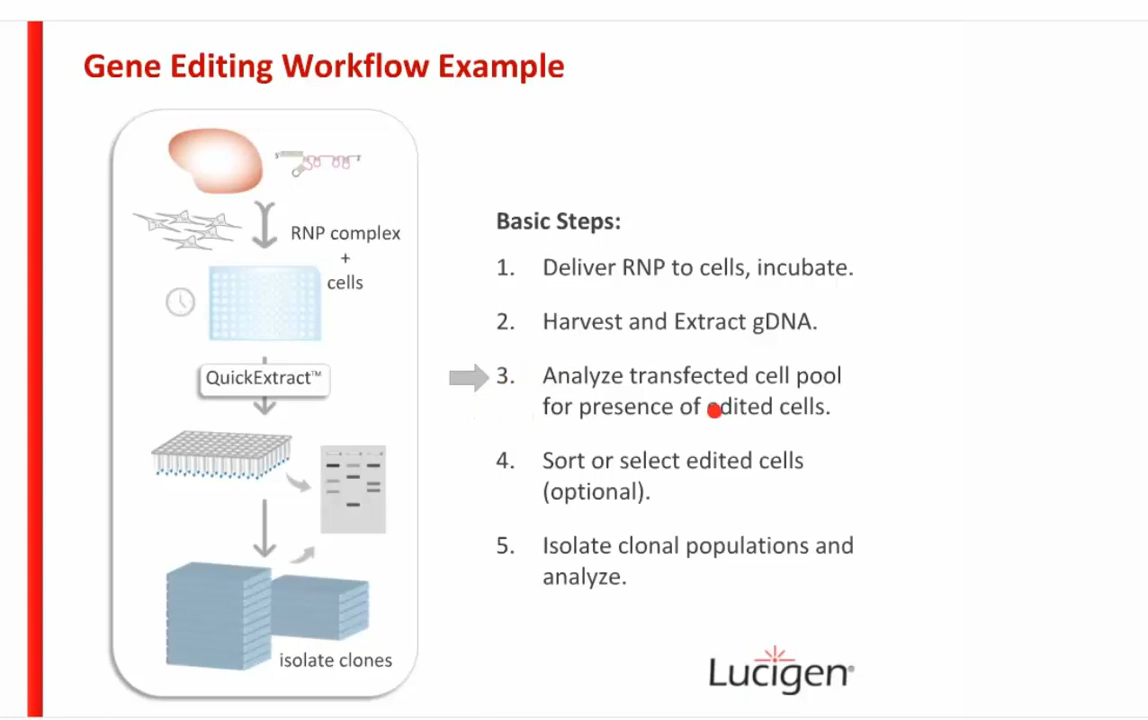 Gene Editing Workflow Example
RNP complex
+
cells
QuickExtract™
isolate clones
Basic Steps:
1. Deliver RNP to cells, incubate.
2. Harvest and Extract gDNA.
3. Analyze transfected cell pool
for presence of edited cells.
4. Sort or select edited cells
(optional).
5. Isolate clonal populations and
analyze.
Lucigen®